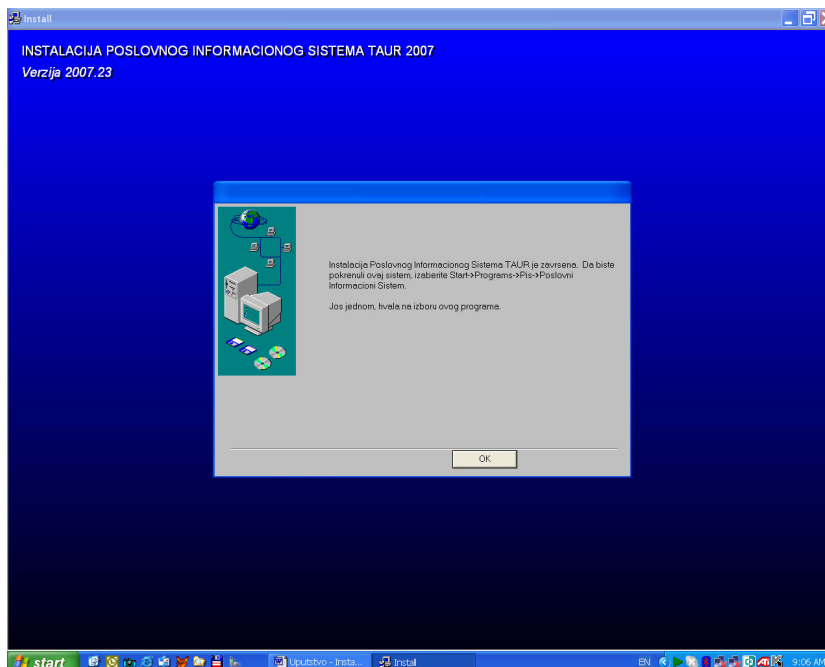 Install
INSTALACIJA POSLOVNOG INFORMACIONOG SISTEMA TAUR 2007
Verzija 2007.23
Instalacija Poslovnog Informacionog Sistema TAUR je zavrsena. Da biste
pokrenuli ovaj sistem, izaberite Start->Programs->Pis->Poslovni
Informacioni Sistem.
Jos jednom, hvala na izboru ovog programa.
OK
start
Uputstvo - Insta...
Install
EN
9:06 AM